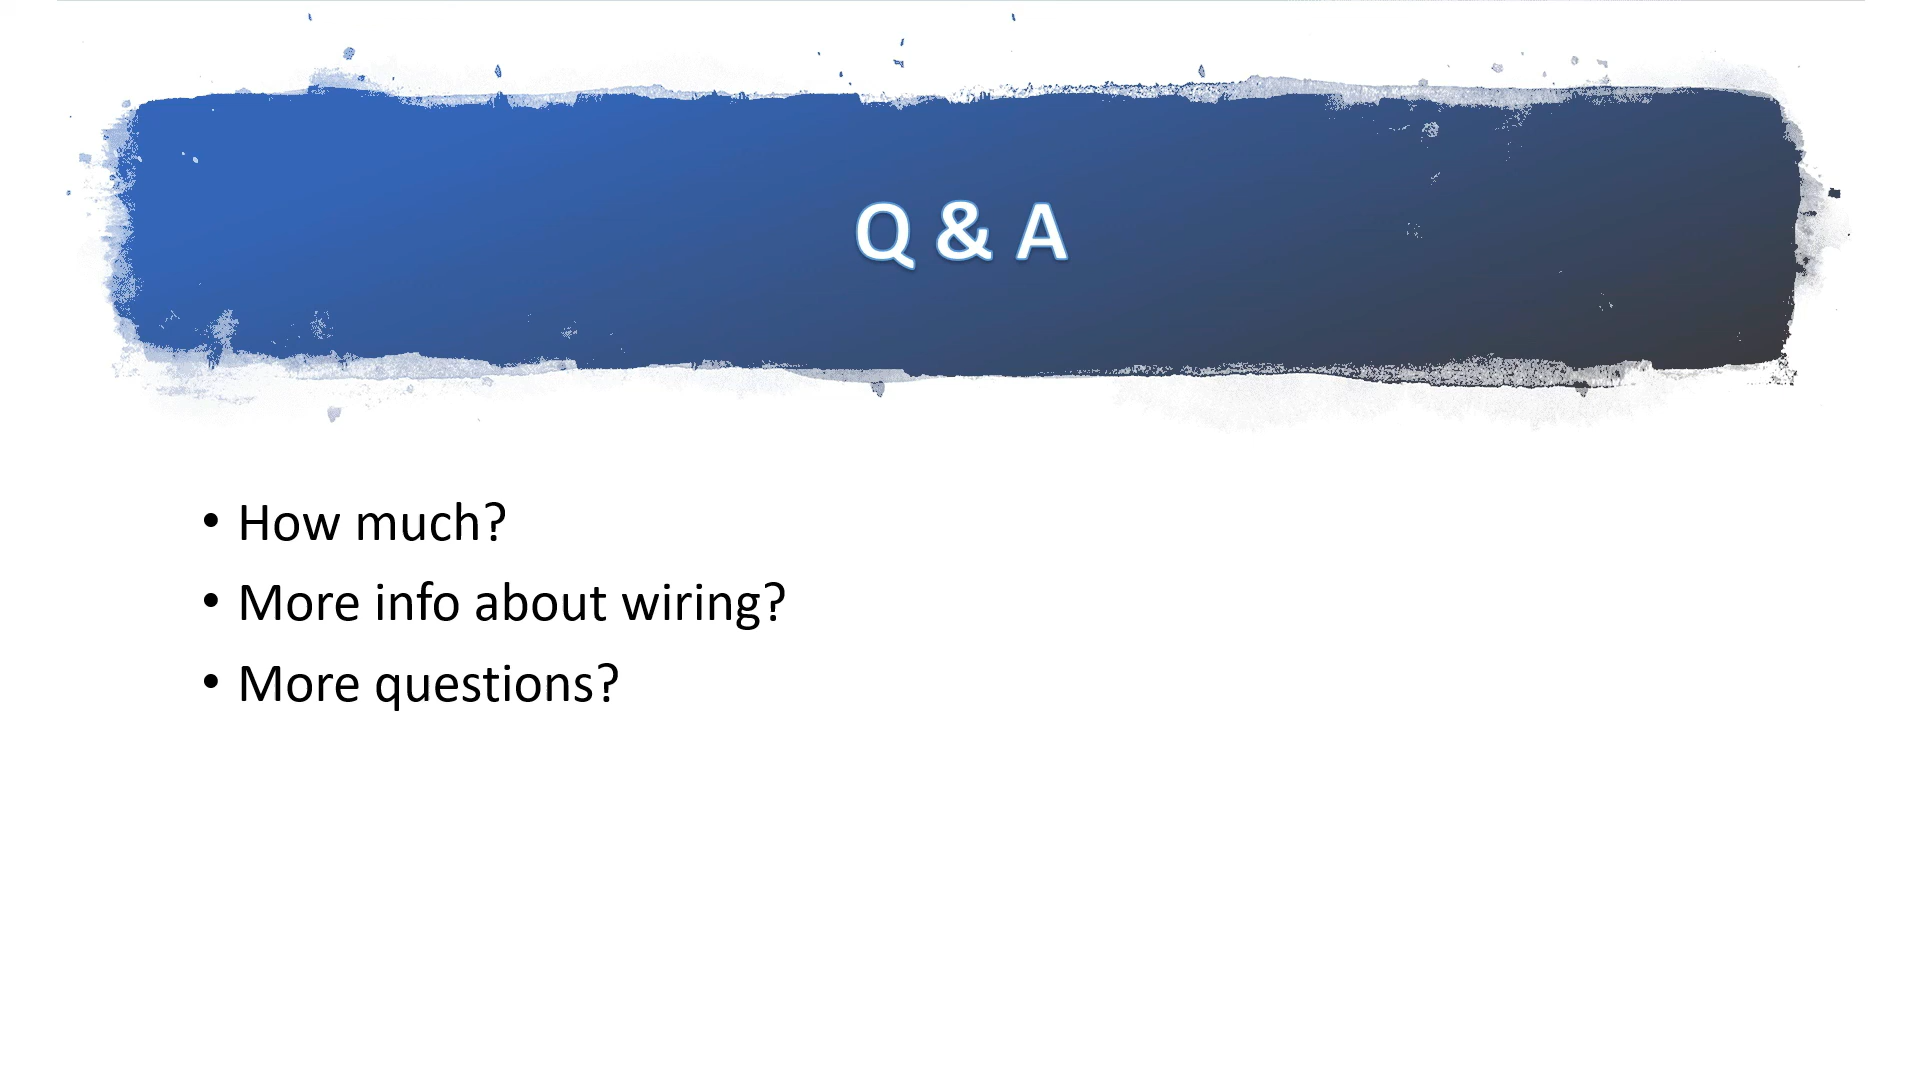 Q & A
• How much?
• More info about wiring?
• More questions?